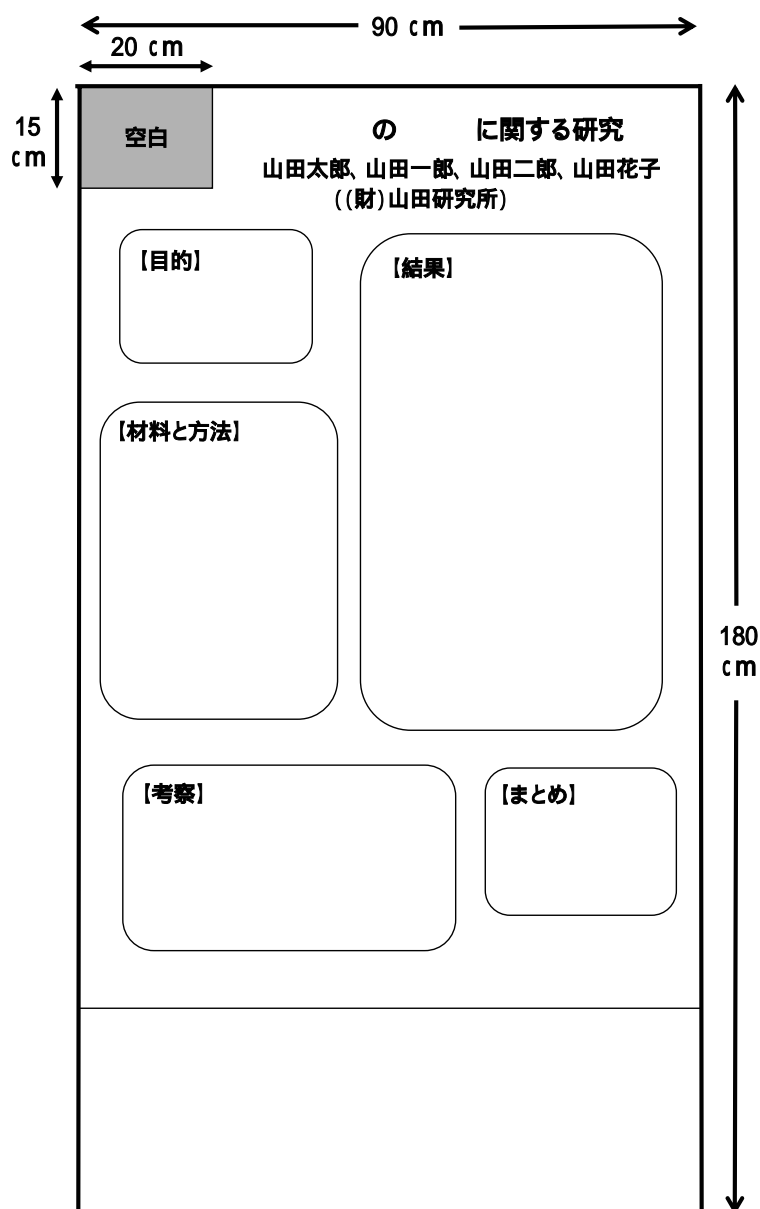 90 cm
20 cm
15
cm
空白
の　　　に関する研究
山田太郎、山田一郎、山田二郎、山田花子
((財)山田研究所)
【目的】
【結果】
【材料と方法】
180
cm
【考察】
【まとめ】